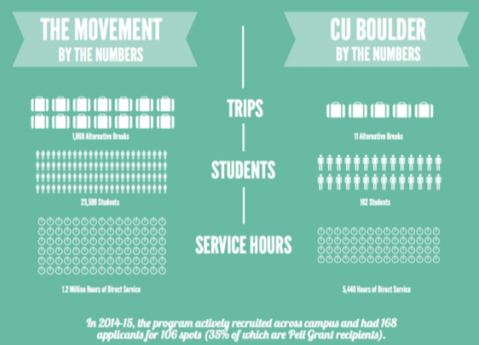 THE MOVEMENT
BY THE NUMBERS
CU BOULDER
BY THE NUMBERS
TRIPS
Alternative Breaks
11 Alternative Breaks
STUDENTS
23,500 Students
162 Students
SERVICE HOURS
1.2 Million Hours of Direct Service
5,440 Hours of Direct Service
In 2014-15, the program actively recruited across campus and had 168
applicants for 106 spots (35% of which are Pell Grant recipients).